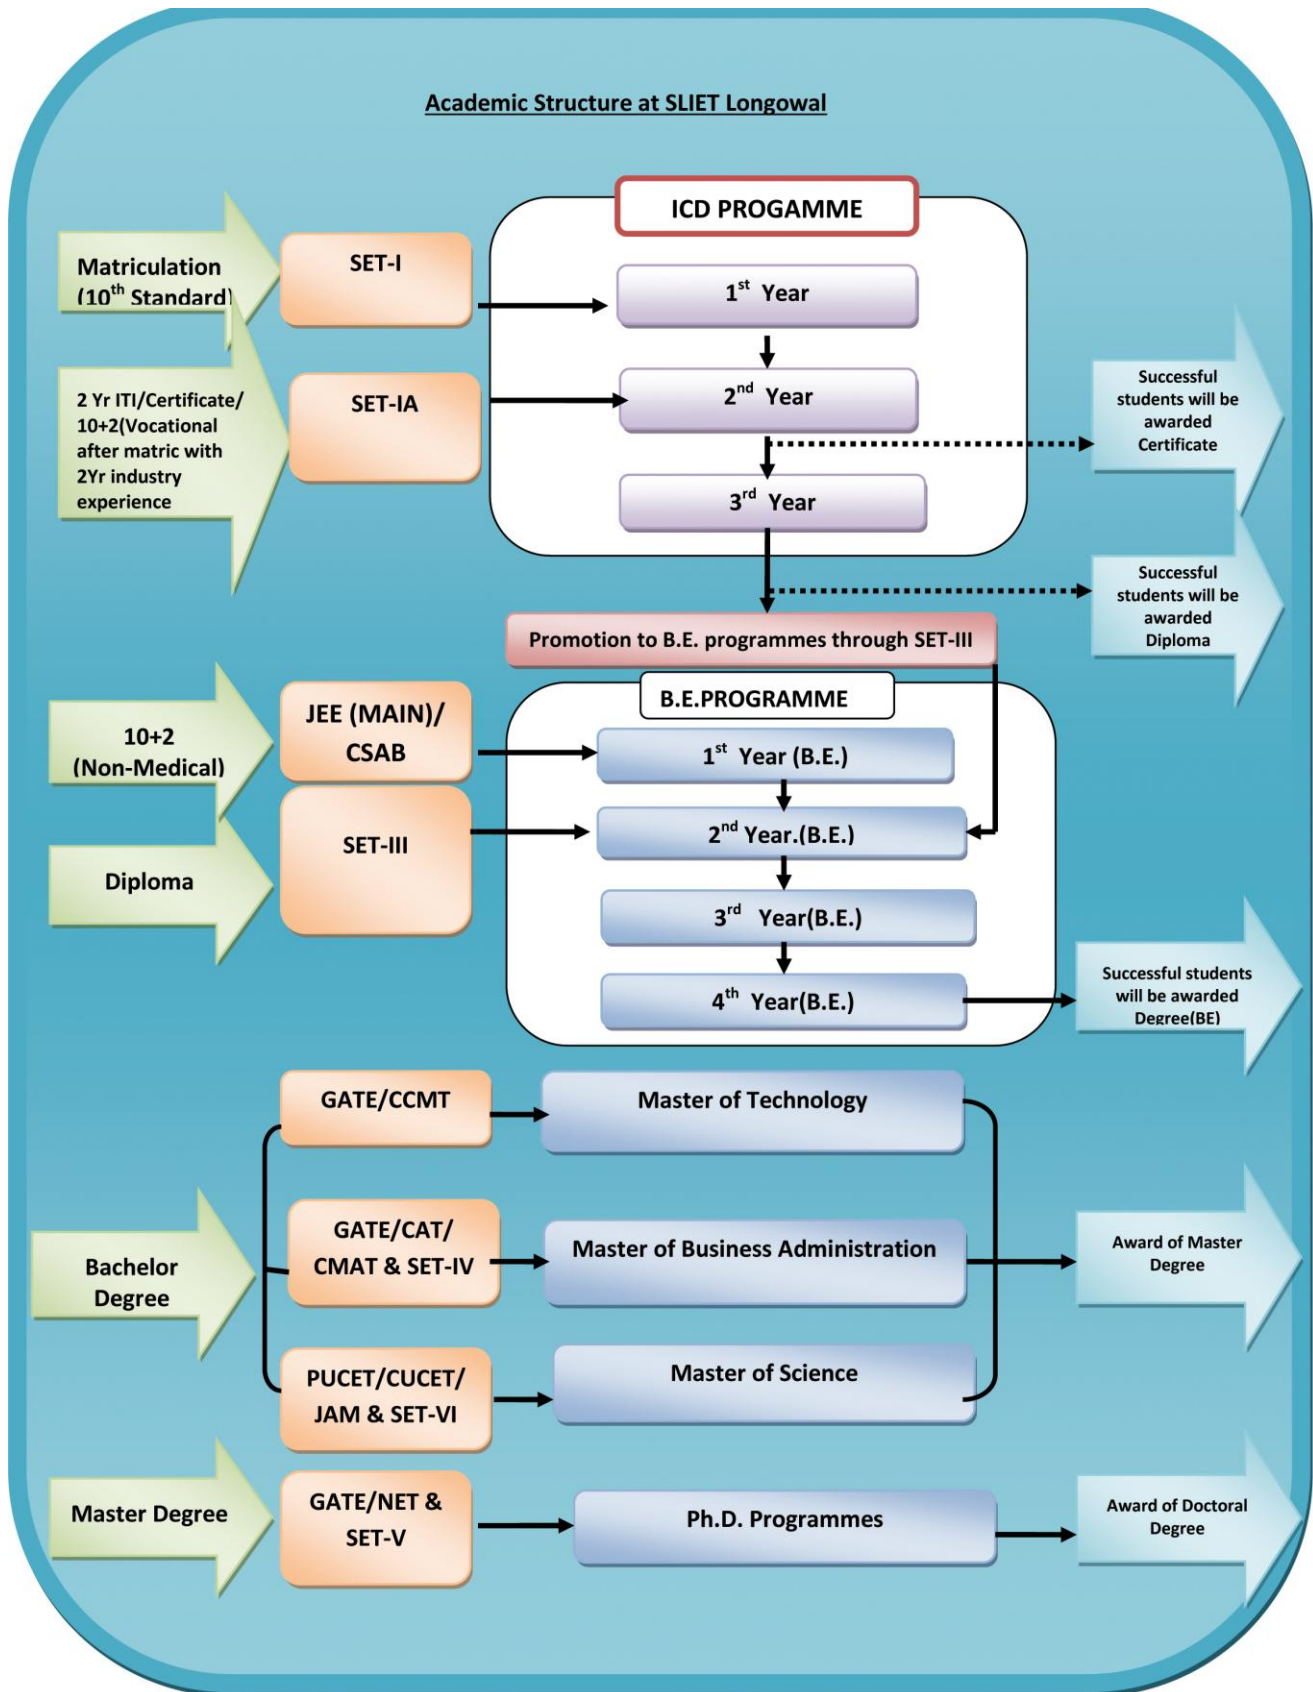 Academic Structure at SLIET Longowal
ICD PROGAMME
Matriculation
(10th Standard)
SET-I
1st Year
2 Yr ITI/Certificate/
10+2(Vocational
after matric with
2Yr industry
experience
SET-IA
2nd Year
Successful
students will be
awarded
Certificate
3rd Year
Successful
students will be
awarded
Diploma
Promotion to B.E. programmes through SET-III
B.E.PROGRAMME
10+2
(Non-Medical)
JEE (MAIN)/
CSAB
1st Year (B.E.)
Diploma
SET-III
2nd Year.(B.E.)
3rd Year(B.E.)
4th Year(B.E.)
Successful students
will be awarded
Degree(BE)
Bachelor
Degree
GATE/CCMT
Master of Technology
GATE/CAT/
CMAT & SET-IV
Master of Business Administration
Award of Master
Degree
PUCET/CUCET/
JAM & SET-VI
Master of Science
Master Degree
GATE/NET &
SET-V
Ph.D. Programmes
Award of Doctoral
Degree